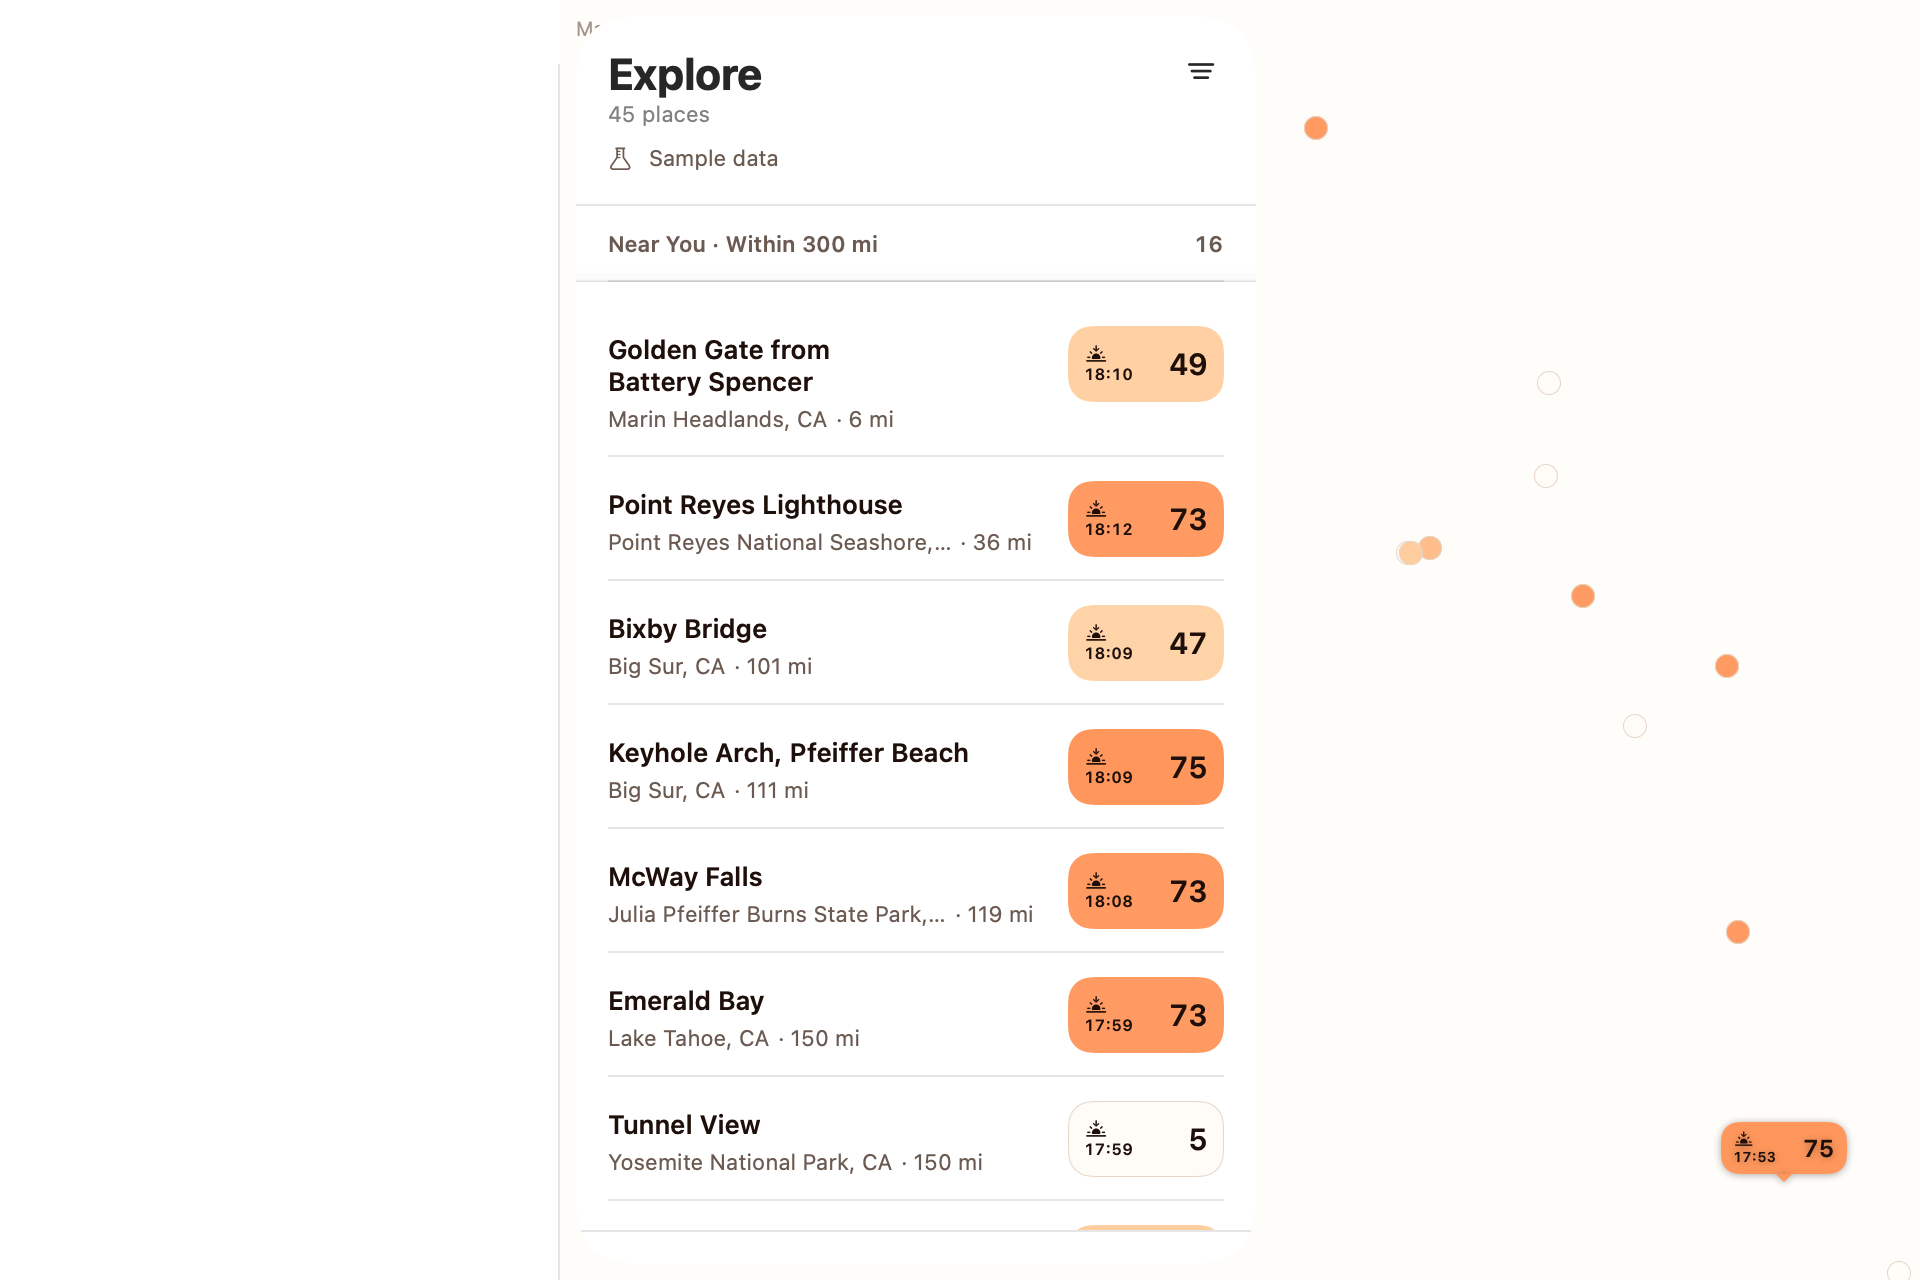 Explore
45 places
Sample data
Near You · Within 300 mi
16
Golden Gate from
Battery Spencer
Marin Headlands, CA · 6 mi
18:10
49
Point Reyes Lighthouse
Point Reyes National Seashore,... · 36 mi
18:12
73
Bixby Bridge
Big Sur, CA · 101 mi
18:09
47
Keyhole Arch, Pfeiffer Beach
Big Sur, CA · 111 mi
18:09
75
McWay Falls
Julia Pfeiffer Burns State Park,... · 119 mi
18:08
73
Emerald Bay
Lake Tahoe, CA · 150 mi
17:59
73
Tunnel View
Yosemite National Park, CA · 150 mi
17:59
5
17:53
75